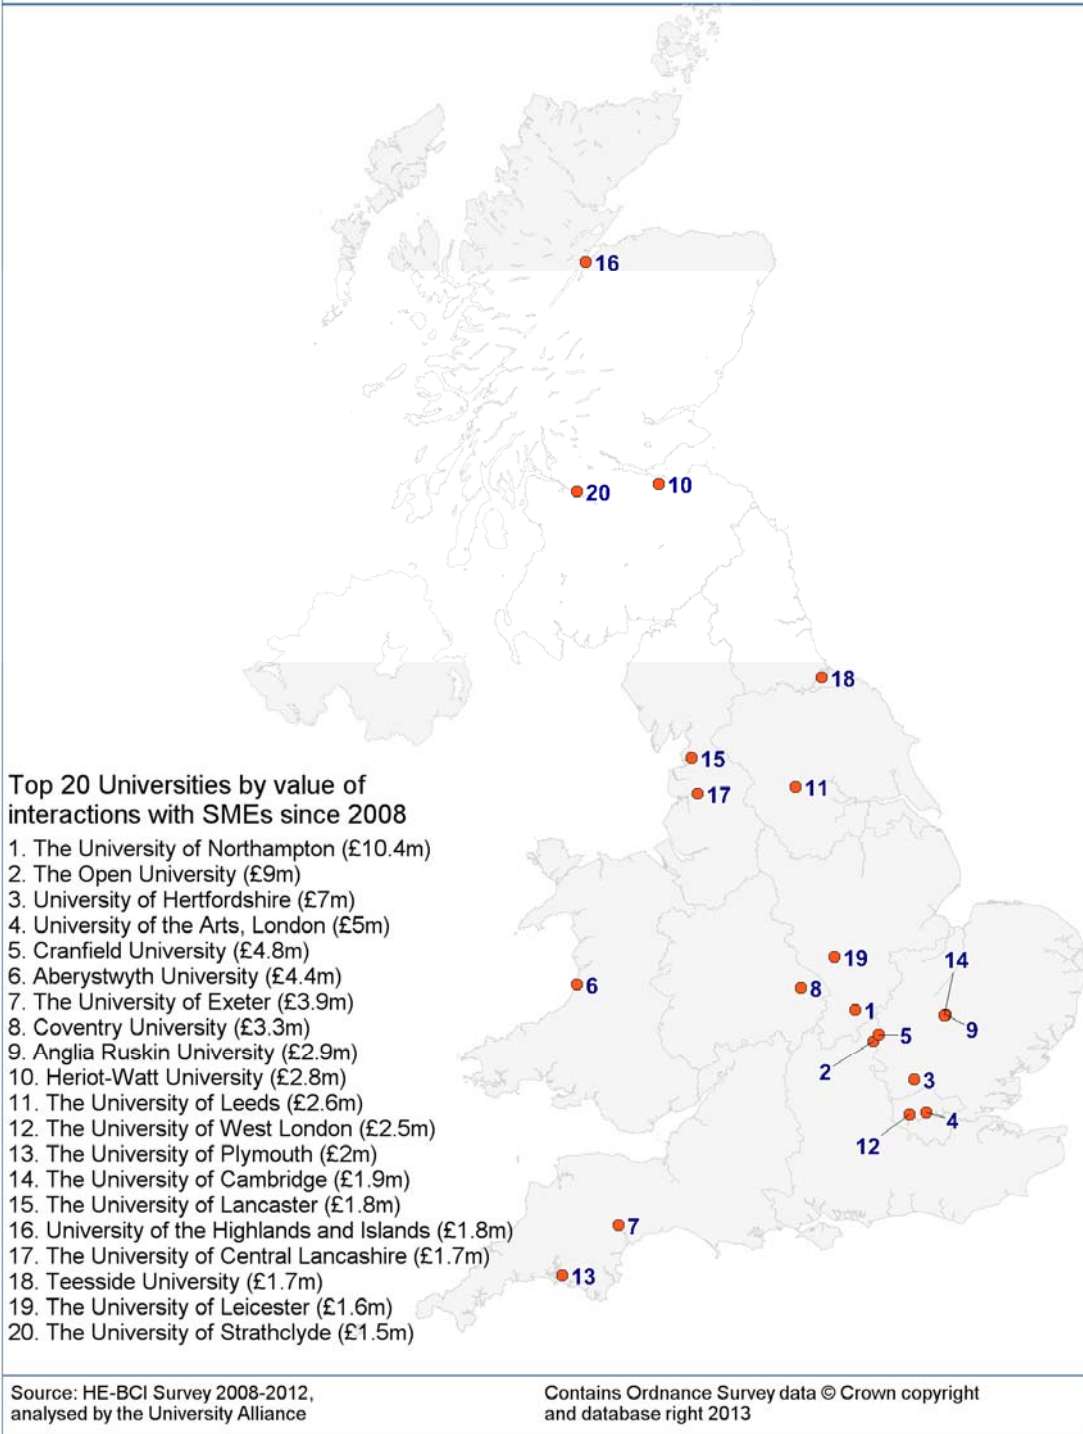 16
20
10
18
15
17
11
Top 20 Universities by value of
interactions with SMEs since 2008
1. The University of Northampton (£10.4m)
2. The Open University (£9m)
3. University of Hertfordshire (£7m)
4. University of the Arts, London (£5m)
5. Cranfield University (£4.8m)
6. Aberystwyth University (£4.4m)
7. The University of Exeter (£3.9m)
8. Coventry University (£3.3m)
9. Anglia Ruskin University (£2.9m)
10. Heriot-Watt University (£2.8m)
11. The University of Leeds (£2.6m)
12. The University of West London (£2.5m)
13. The University of Plymouth (£2m)
14. The University of Cambridge (£1.9m)
15. The University of Lancaster (£1.8m)
16. University of the Highlands and Islands (£1.8m)
17. The University of Central Lancashire (£1.7m)
18. Teesside University (£1.7m)
19. The University of Leicester (£1.6m)
20. The University of Strathclyde (£1.5m)
19
14
6
8
1
9
5
2
3
4
12
7
13
Source: HE-BCI Survey 2008-2012,
analysed by the University Alliance
Contains Ordnance Survey data © Crown copyright
and database right 2013